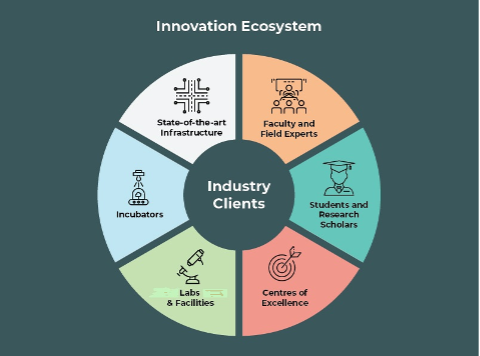 Innovation Ecosystem
State-of-the-art
Infrastructure
Faculty and
Field Experts
Incubators
Industry
Clients
Students and
Research
Scholars
Labs
& Facilities
Centres of
Excellence